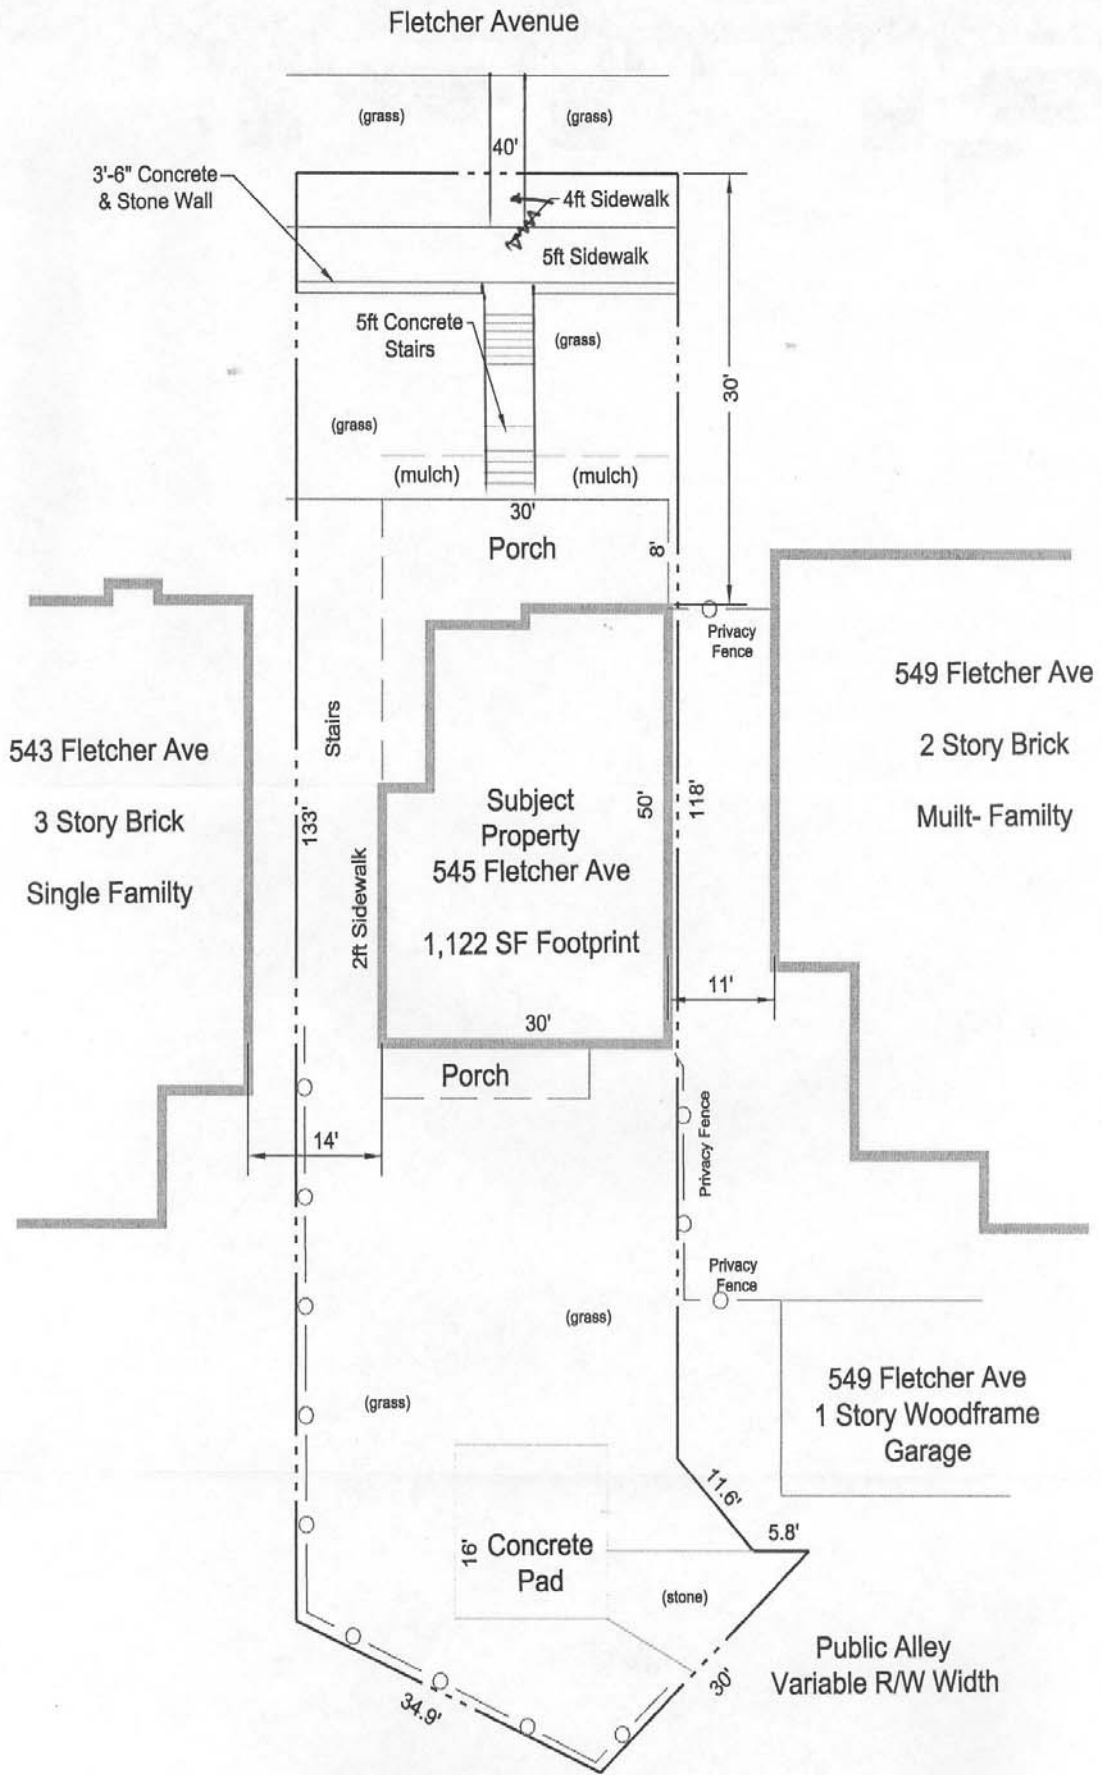 Fletcher Avenue
(grass)
(grass)
40'
3'-6" Concrete
& Stone Wall
4ft Sidewalk
5ft Sidewalk
5ft Concrete
Stairs
(grass)
30'
(grass)
(mulch)
(mulch)
30'
Porch
8'
Privacy
Fence
549 Fletcher Ave
2 Story Brick
Muilt- Familty
543 Fletcher Ave
3 Story Brick
Single Familty
Stairs
133'
2ft Sidewalk
Subject
Property
545 Fletcher Ave
1,122 SF Footprint
50'
118'
11'
30'
Porch
14'
Privacy Fence
Privacy
Fence
(grass)
(grass)
549 Fletcher Ave
1 Story Woodframe
Garage
11.6'
5.8'
16'
Concrete
Pad
(stone)
30'
Public Alley
Variable R/W Width
34.9'